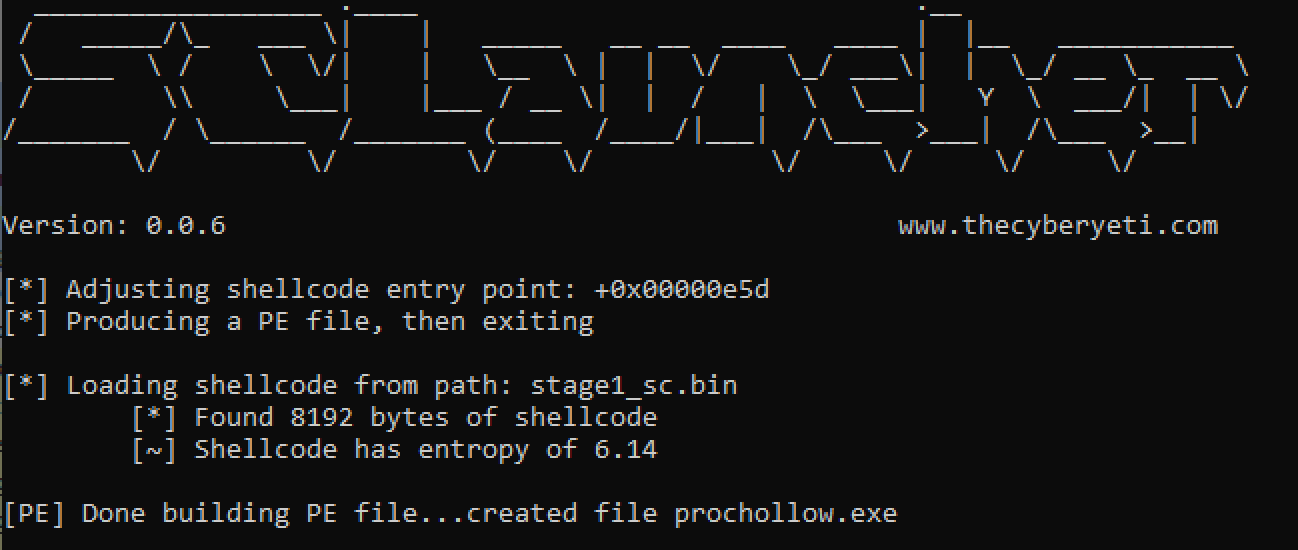 SCLauncher
Version: 0.0.6 www.thecyberyeti.com
[*] Adjusting shellcode entry point: +0x00000e5d
[*] Producing a PE file, then exiting
[*] Loading shellcode from path: stage1_sc.bin
[*] Found 8192 bytes of shellcode
[~] Shellcode has entropy of 6.14
[PE] Done building PE file...created file prochollow.exe